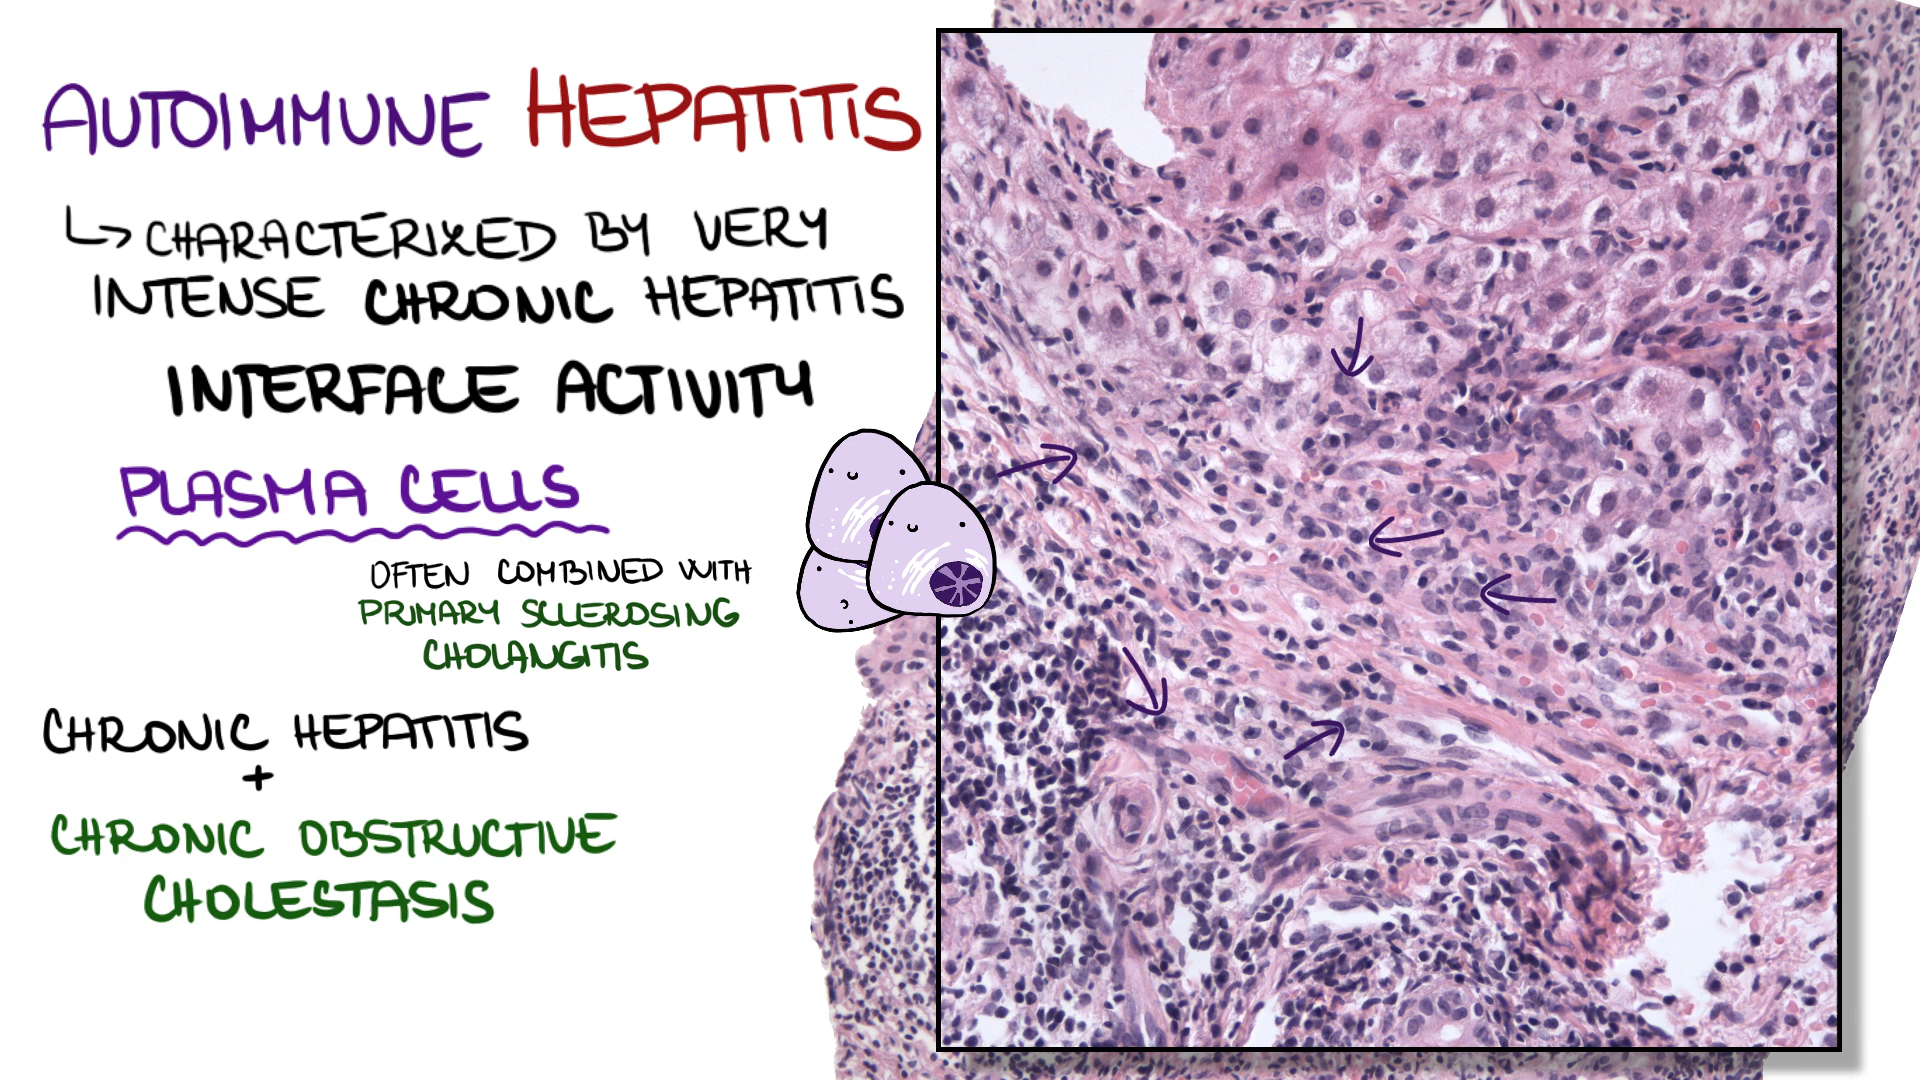 AUTOIMMUNE HEPATITIS
CHARACTERIZED BY VERY
INTENSE CHRONIC HEPATITIS
INTERFACE ACTIVITY
PLASMA CELLS
OFTEN COMBINED WITH
PRIMARY SCLEROSING
CHOLANGITIS
CHRONIC HEPATITIS
+
CHRONIC OBSTRUCTIVE
CHOLESTASIS